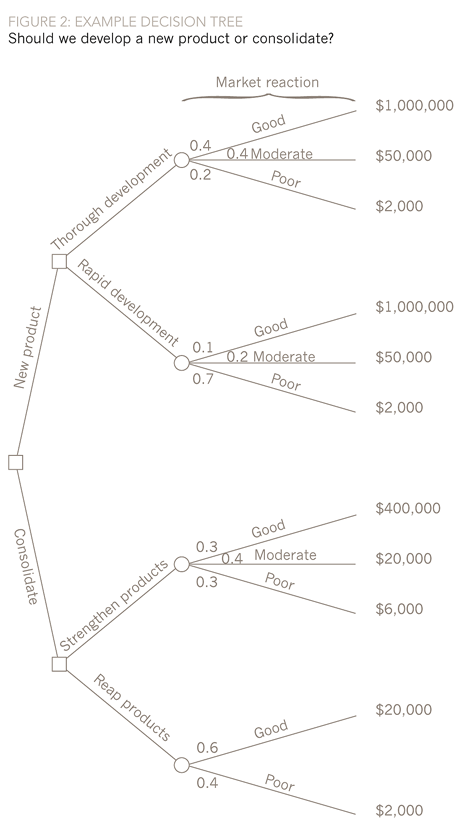 FIGURE 2: EXAMPLE DECISION TREE
Should we develop a new product or consolidate?
Market reaction
$1,000,000
Good
0.4
Thorough development
0.4 Moderate
$50,000
0.2
Poor
$2,000
Rapid development
$1,000,000
Good
0.1
0.2 Moderate
$50,000
0.7
Poor
$2,000
New product
Consolidate
$400,000
Good
0.3
0.4 Moderate
$20,000
Strengthen products
0.3
Poor
$6,000
Reap products
$20,000
Good
0.6
0.4
Poor
$2,000